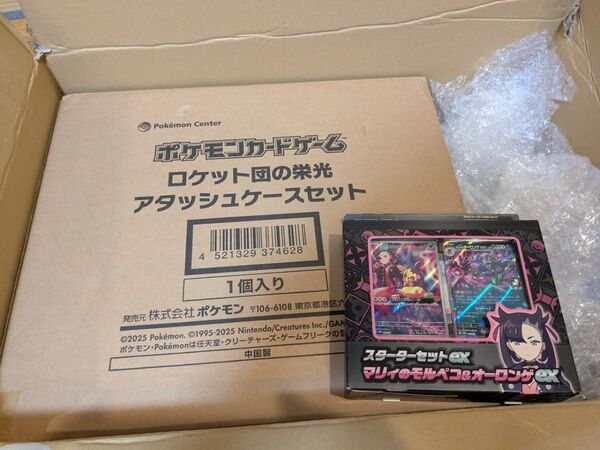 Pokémon Center
ポケモンカードゲーム
ロケット団の栄光
アタッシュケースセット
4 521329 374628
1個入り
発売元 株式会社ポケモン 〒106-6108 東京都港区六
©2025 Pokémon. ©1995-2025 Nintendo/Creatures Inc./GAM
ポケモン・Pokémonは任天堂・クリーチャーズ・ゲームフリークの
中国製
スターターセットex
マリィのモルペコ&オーロンゲex